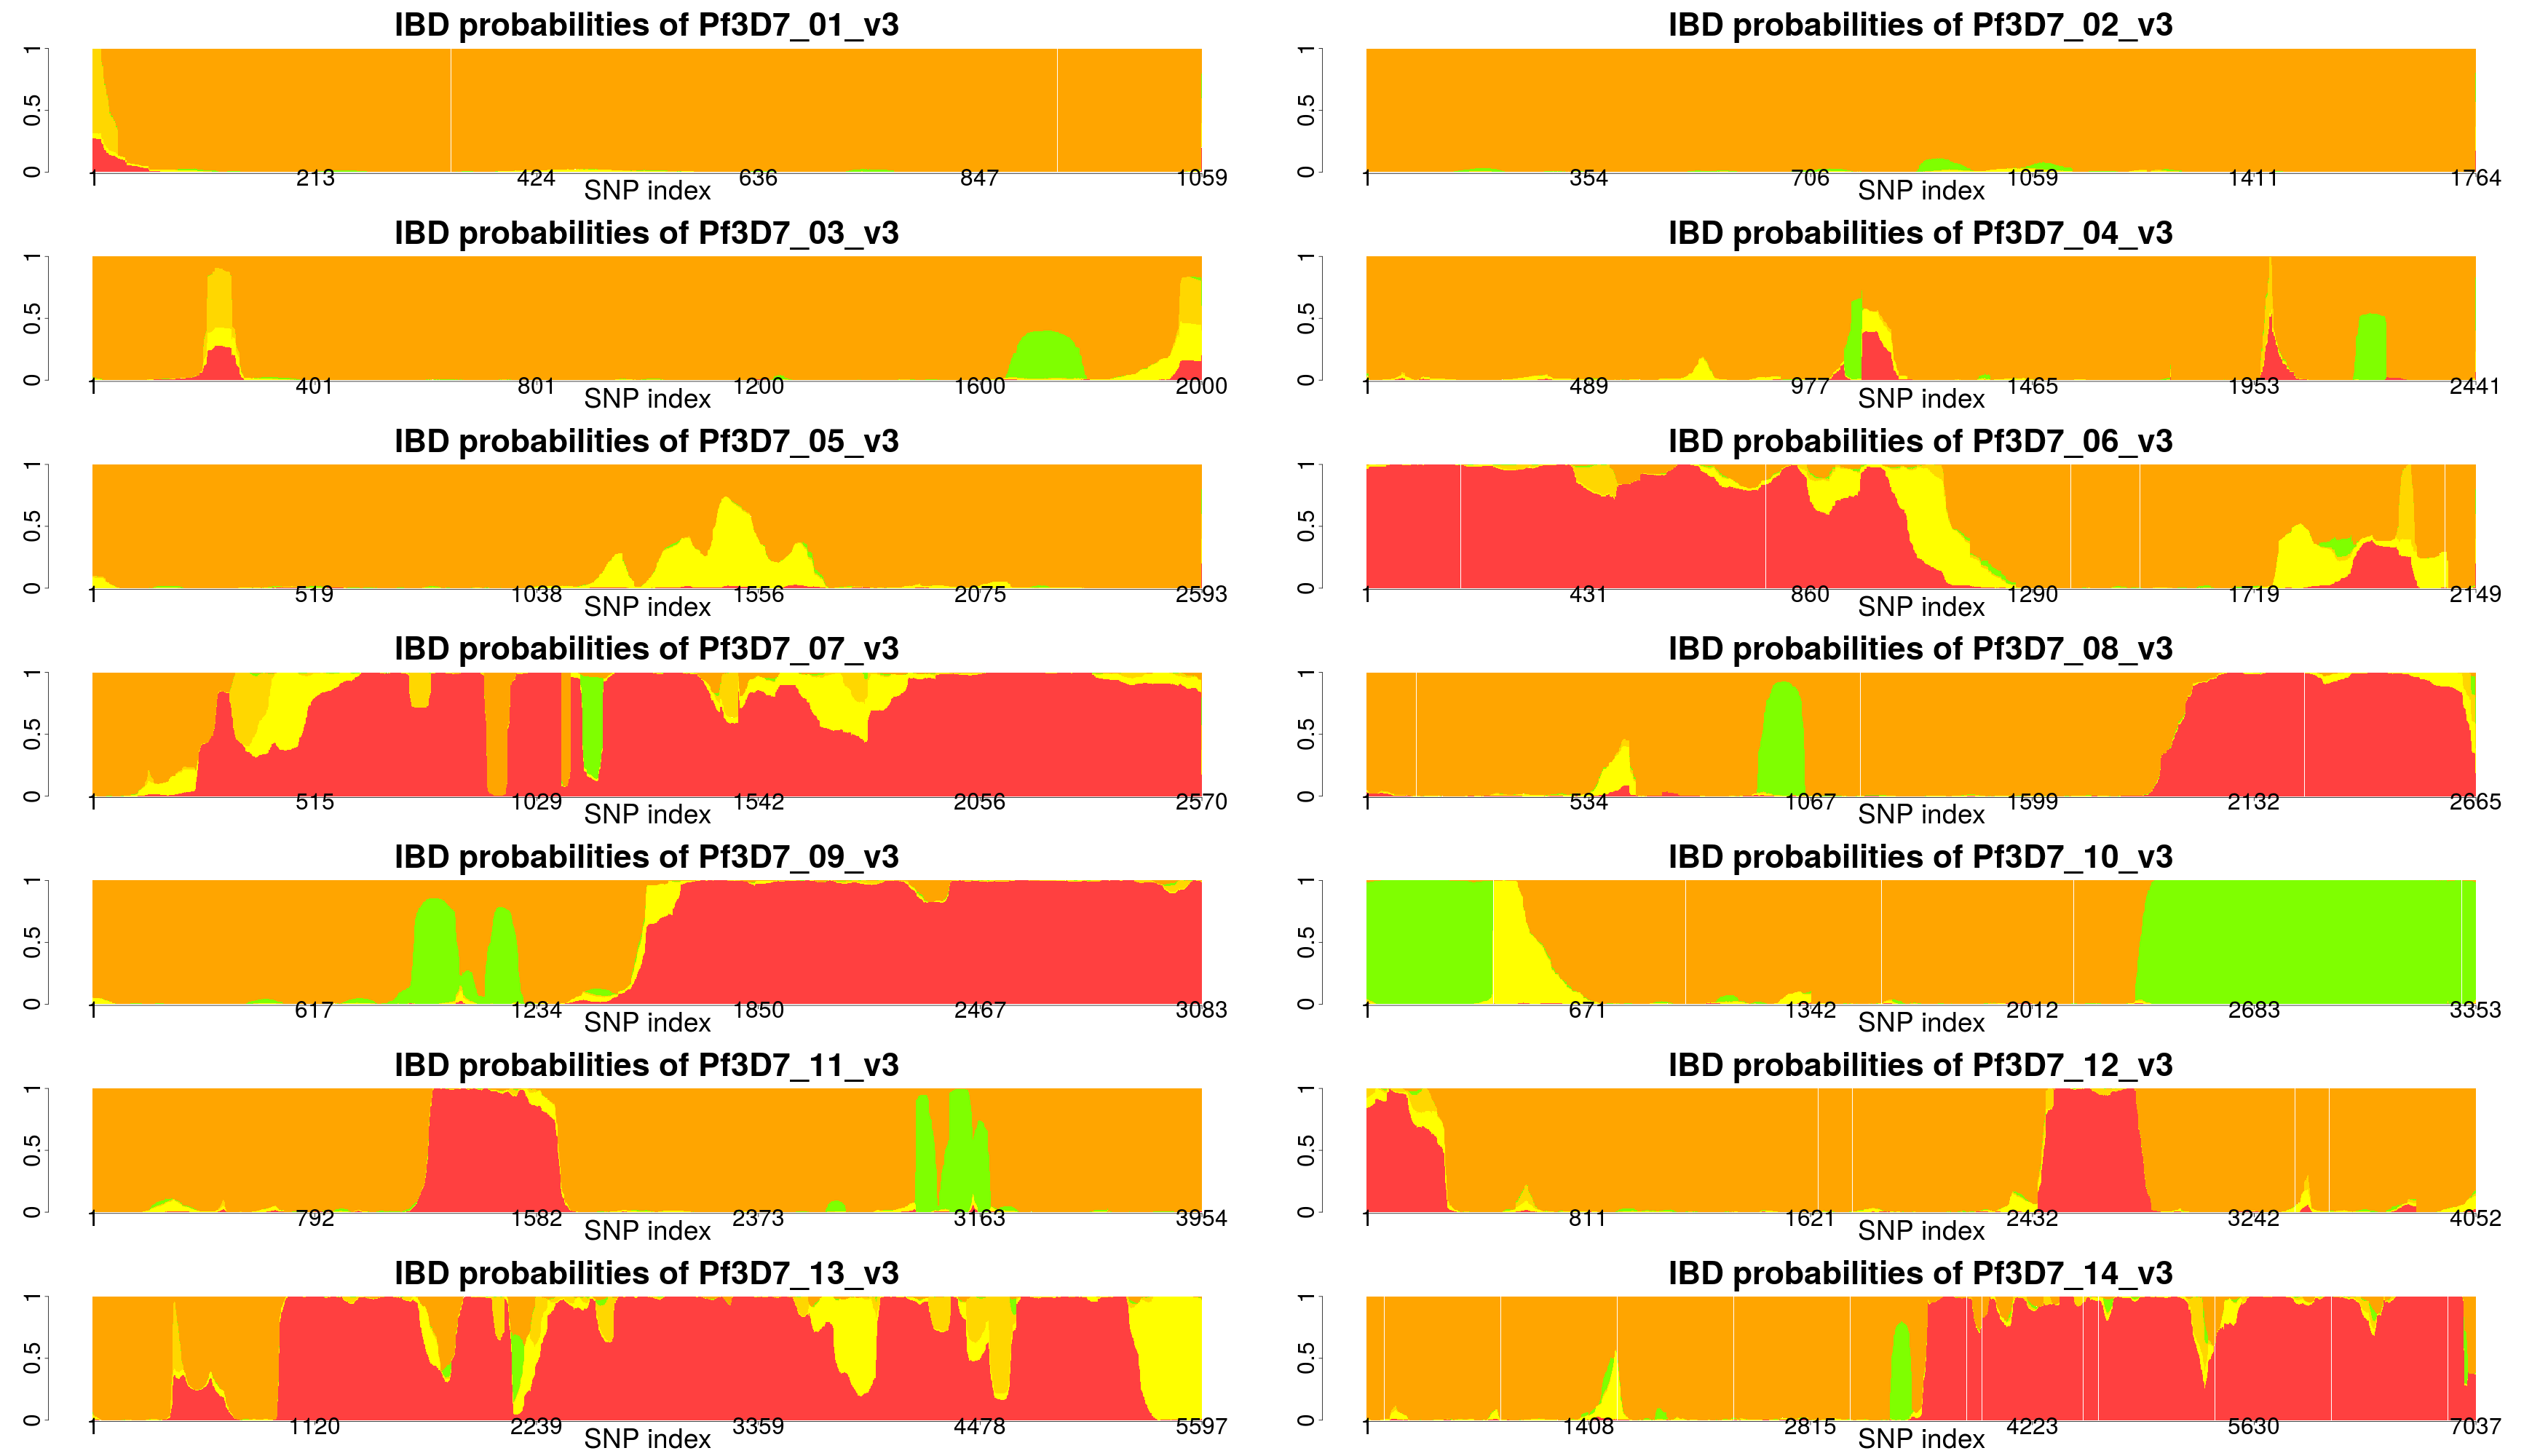 IBD probabilities of Pf3D7_01_v3
0 0.5 1
1 213 424 636 847 1059
SNP index
IBD probabilities of Pf3D7_02_v3
0 0.5 1
1 354 706 1059 1411 1764
SNP index
IBD probabilities of Pf3D7_03_v3
0 0.5 1
1 401 801 1200 1600 2000
SNP index
IBD probabilities of Pf3D7_04_v3
0 0.5 1
1 489 977 1465 1953 2441
SNP index
IBD probabilities of Pf3D7_05_v3
0 0.5 1
1 519 1038 1556 2075 2593
SNP index
IBD probabilities of Pf3D7_06_v3
0 0.5 1
1 431 860 1290 1719 2149
SNP index
IBD probabilities of Pf3D7_07_v3
0 0.5 1
1 515 1029 1542 2056 2570
SNP index
IBD probabilities of Pf3D7_08_v3
0 0.5 1
1 534 1067 1599 2132 2665
SNP index
IBD probabilities of Pf3D7_09_v3
0 0.5 1
1 617 1234 1850 2467 3083
SNP index
IBD probabilities of Pf3D7_10_v3
0 0.5 1
1 671 1342 2012 2683 3353
SNP index
IBD probabilities of Pf3D7_11_v3
0 0.5 1
1 792 1582 2373 3163 3954
SNP index
IBD probabilities of Pf3D7_12_v3
0 0.5 1
1 811 1621 2432 3242 4052
SNP index
IBD probabilities of Pf3D7_13_v3
0 0.5 1
1 1120 2239 3359 4478 5597
SNP index
IBD probabilities of Pf3D7_14_v3
0 0.5 1
1 1408 2815 4223 5630 7037
SNP index